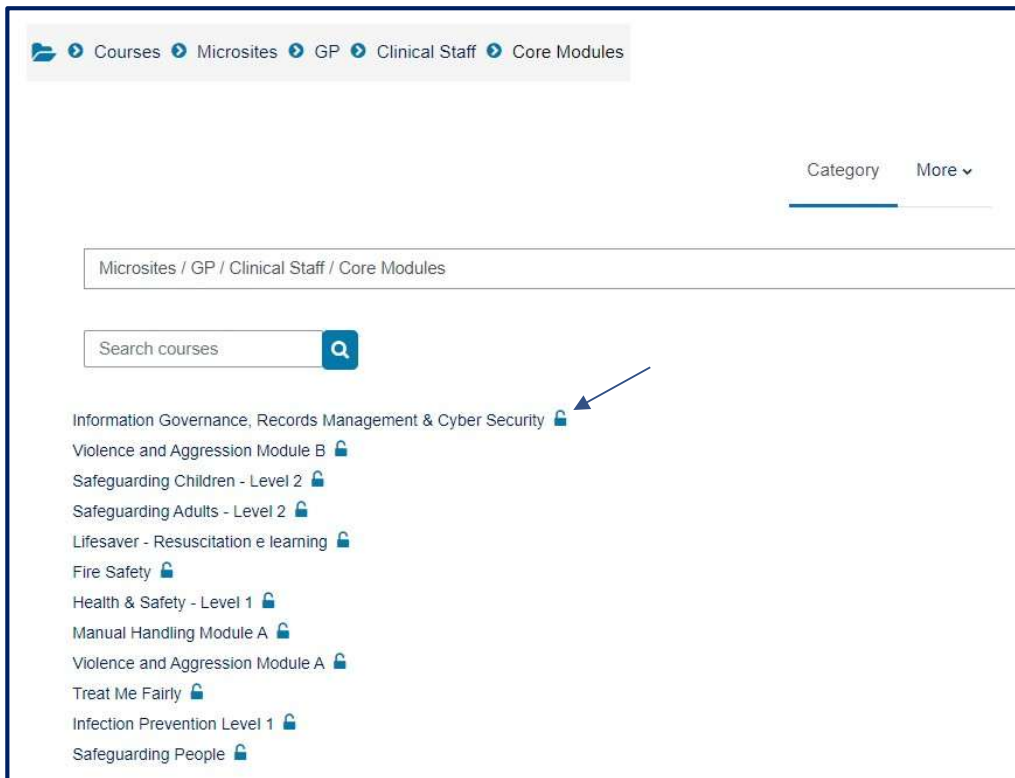 Courses Microsites GP Clinical Staff Core Modules
Category More
Microsites / GP / Clinical Staff / Core Modules
Search courses
Information Governance, Records Management & Cyber Security
Violence and Aggression Module B
Safeguarding Children - Level 2
Safeguarding Adults - Level 2
Lifesaver - Resuscitation e learning
Fire Safety
Health & Safety - Level 1
Manual Handling Module A
Violence and Aggression Module A
Treat Me Fairly
Infection Prevention Level 1
Safeguarding People